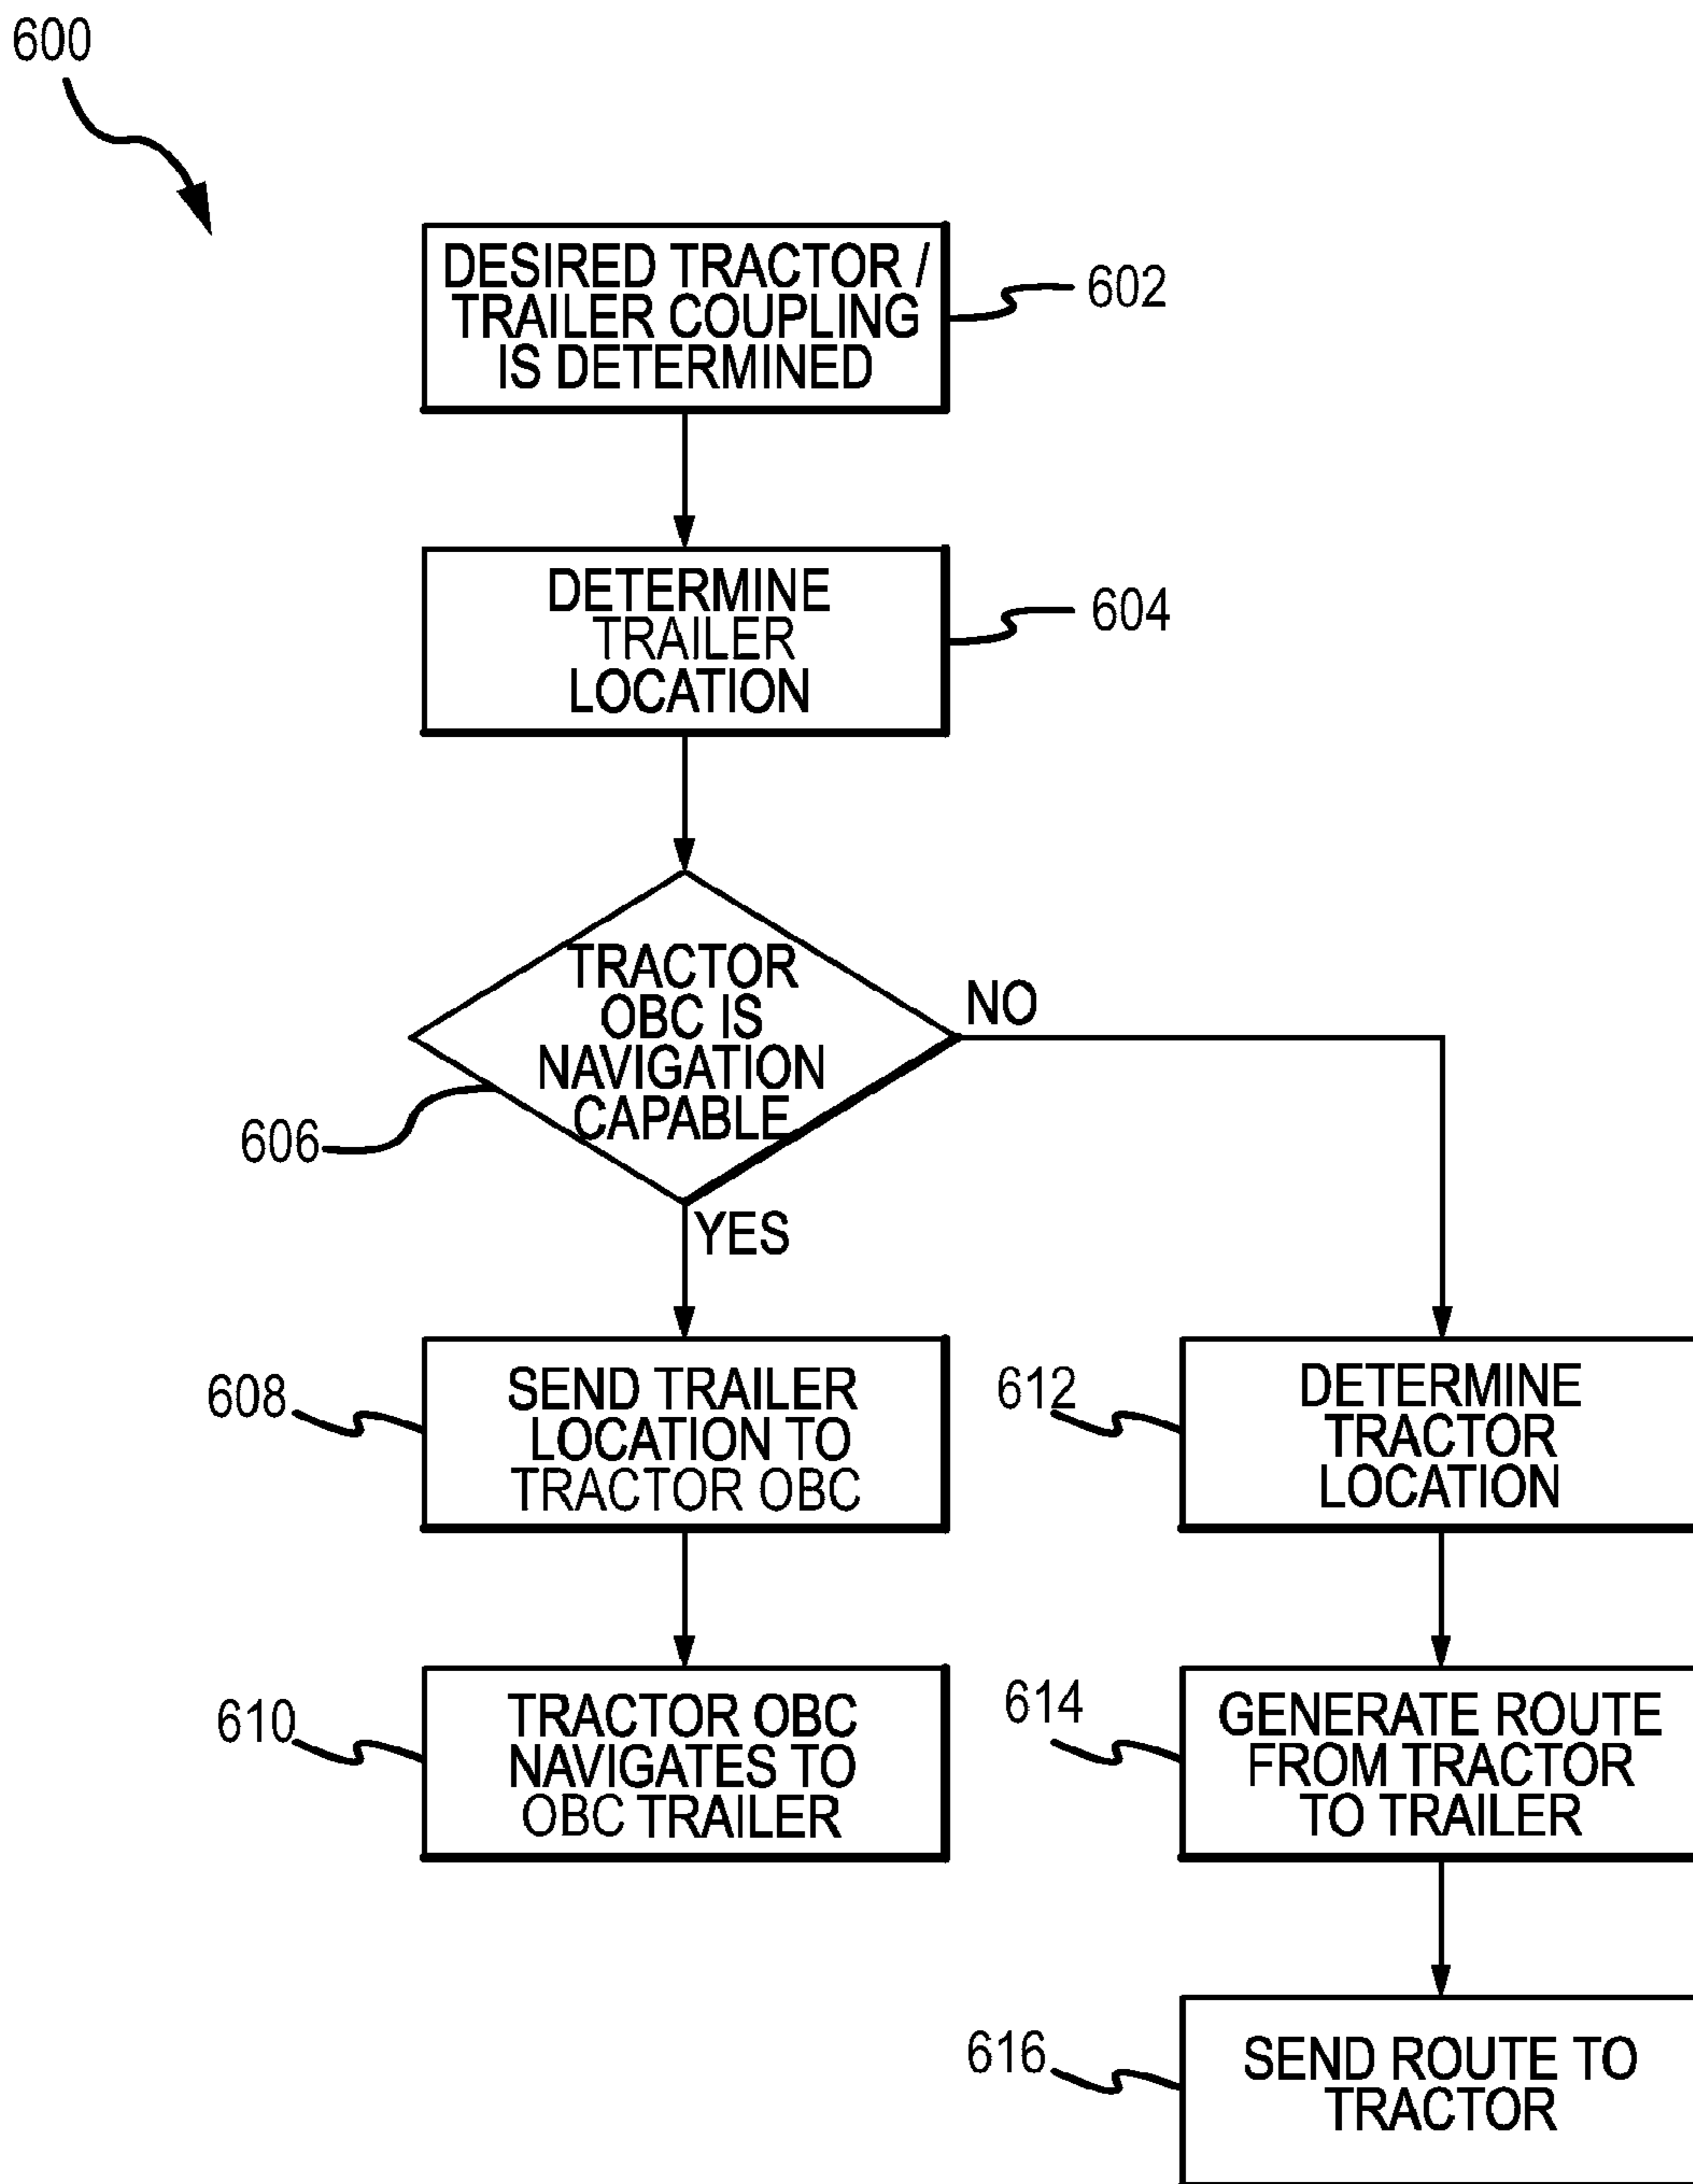 600
DESIRED TRACTOR /
TRAILER COUPLING
IS DETERMINED
602
DETERMINE
TRAILER
LOCATION
604
TRACTOR
OBC IS
NAVIGATION
CAPABLE
606
NO
YES
SEND TRAILER
LOCATION TO
TRACTOR OBC
608
TRACTOR OBC
NAVIGATES TO
OBC TRAILER
610
DETERMINE
TRACTOR
LOCATION
612
GENERATE ROUTE
FROM TRACTOR
TO TRAILER
614
SEND ROUTE TO
TRACTOR
616